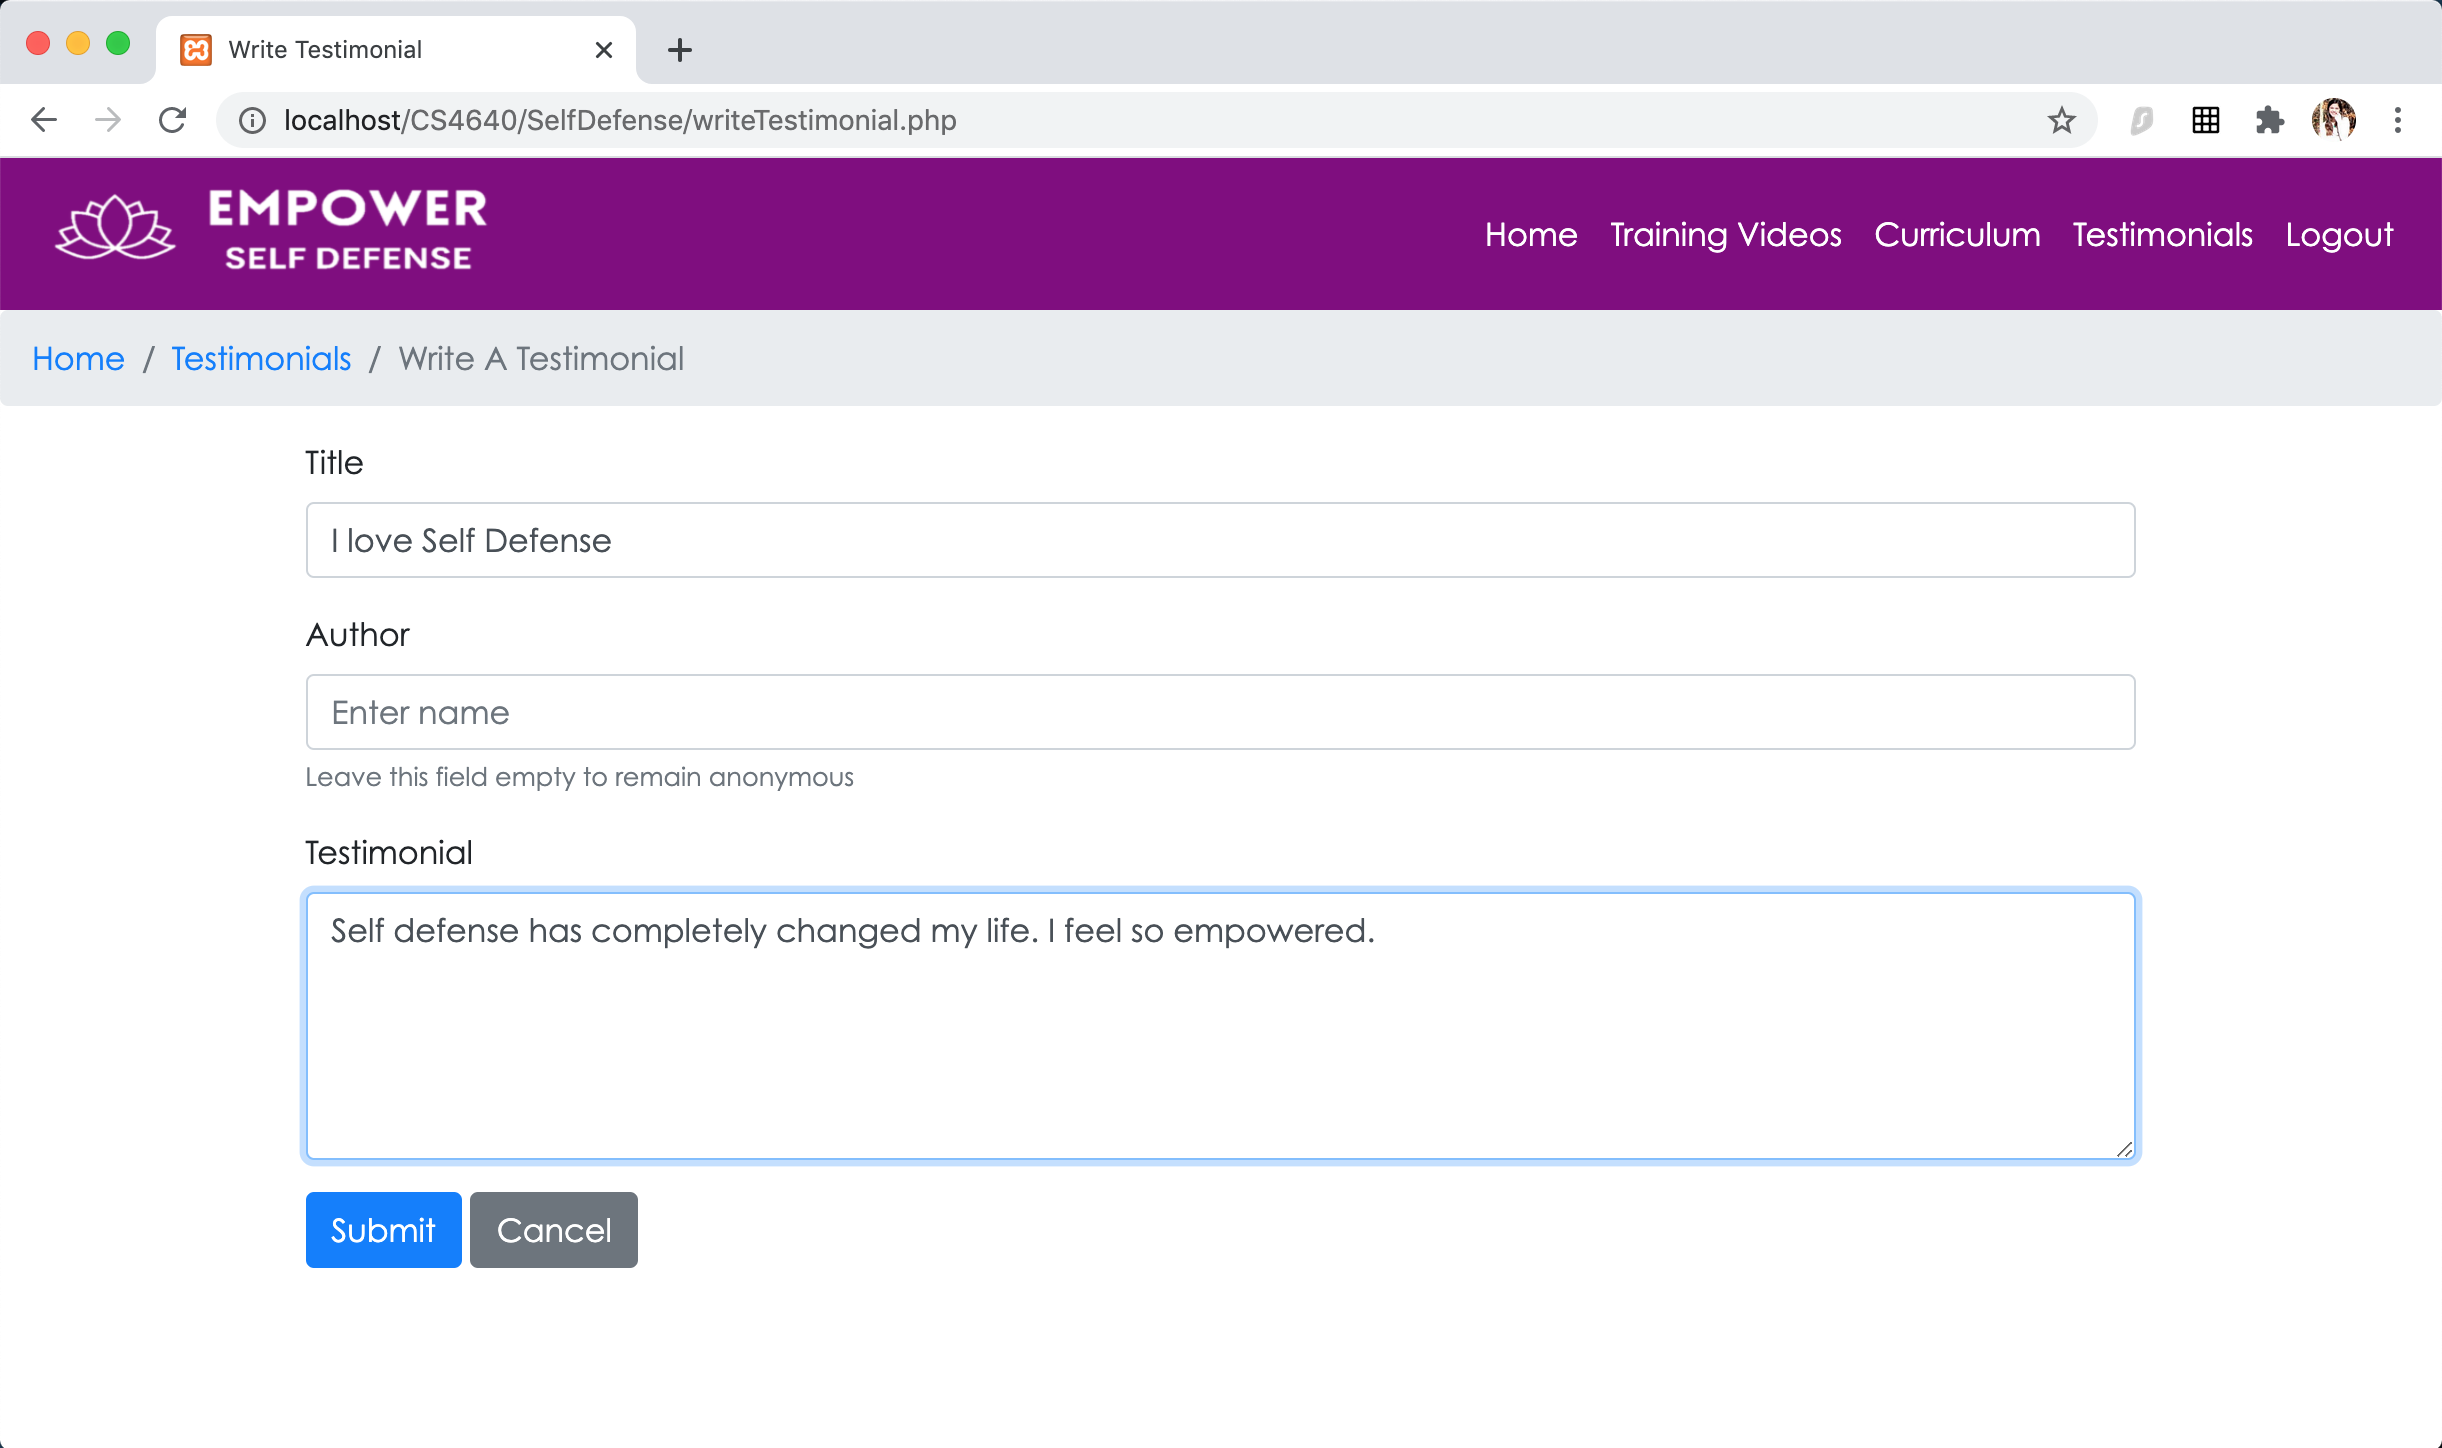 Write Testimonial
localhost/CS4640/SelfDefense/writeTestimonial.php
EMPOWER
SELF DEFENSE
Home Training Videos Curriculum Testimonials Logout
Home / Testimonials / Write A Testimonial
Title
I love Self Defense
Author
Enter name
Leave this field empty to remain anonymous
Testimonial
Self defense has completely changed my life. I feel so empowered.
Submit Cancel